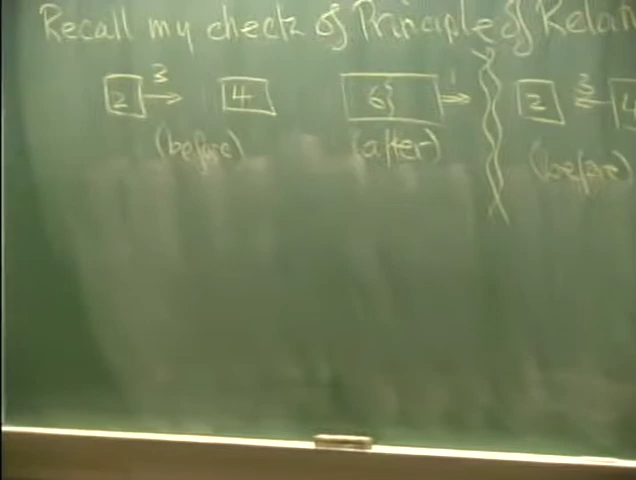 Recall my check of Principle of Relati
3 1 3
2 4 6 2 4
(before) (after) (before)